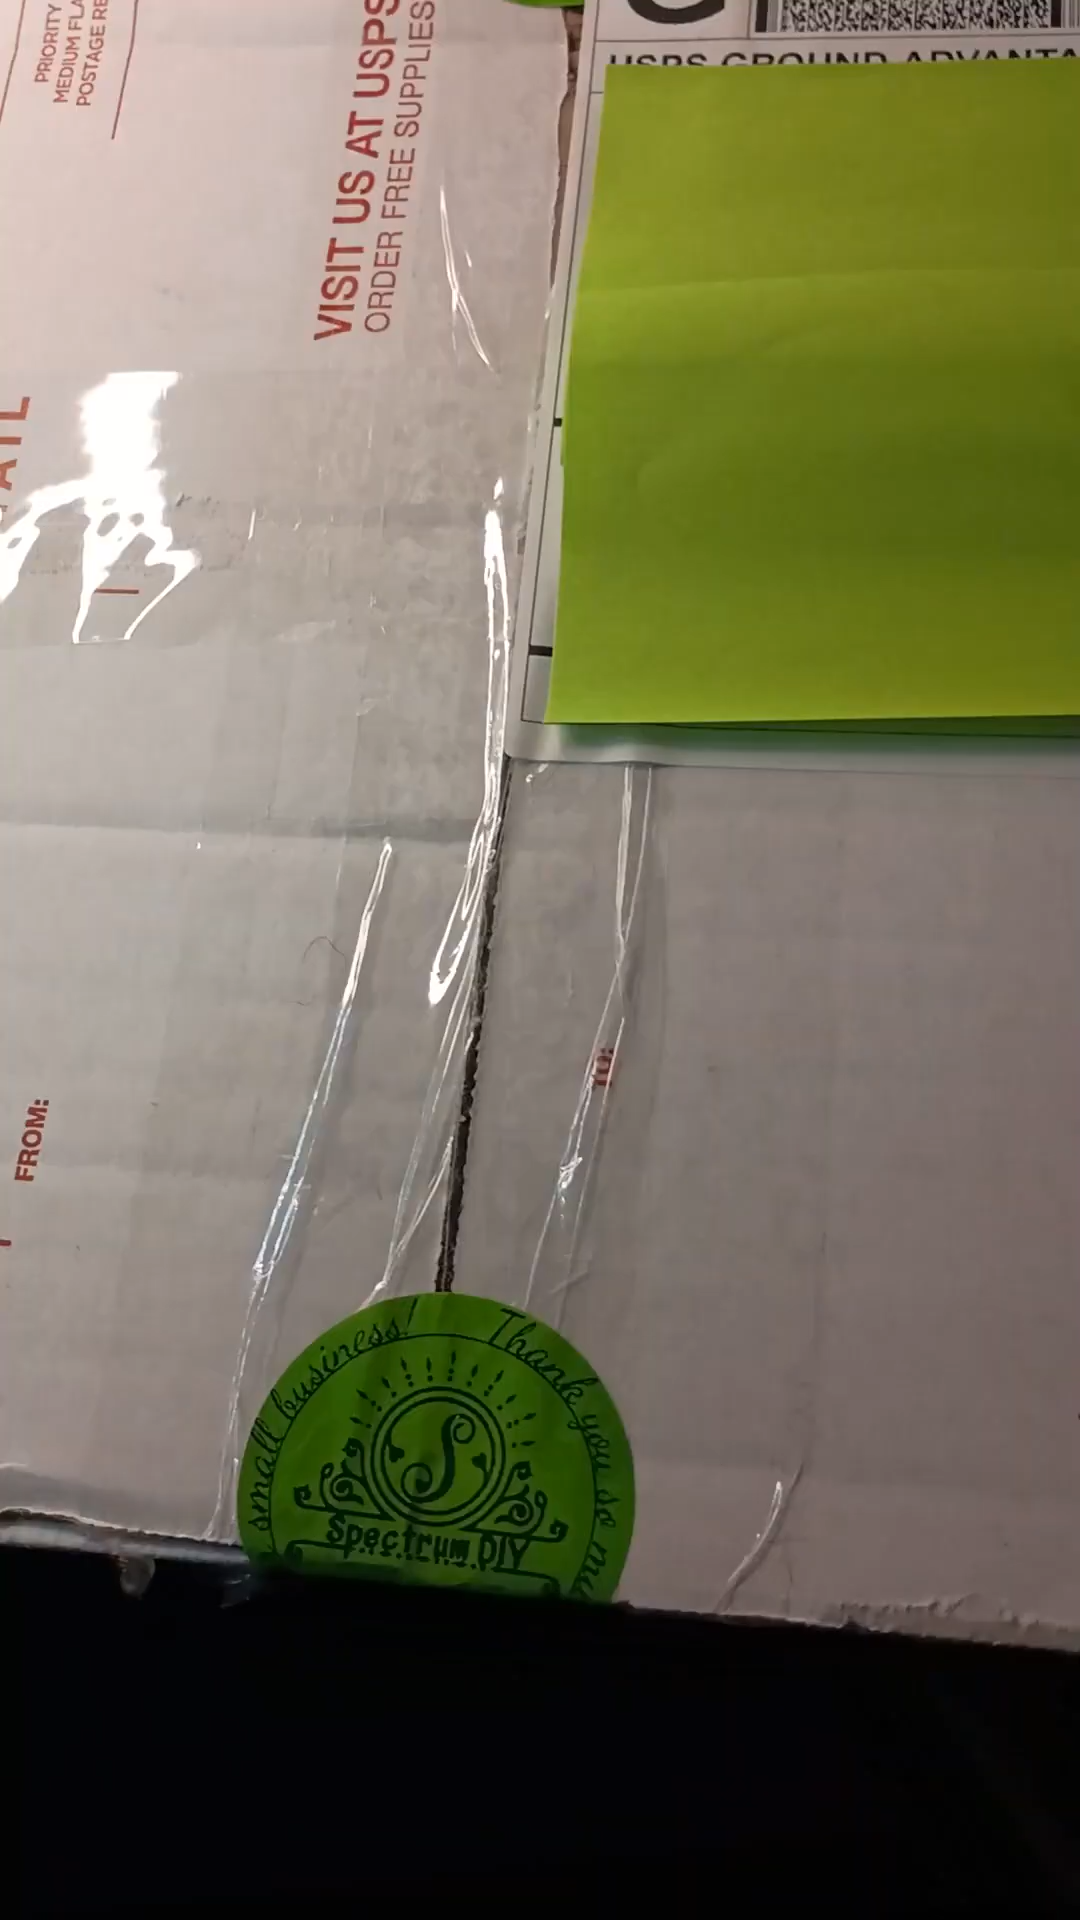 PRIORITY
MEDIUM FLA
POSTAGE RE
VISIT US AT USPS
ORDER FREE SUPPLIES
USPS GROUND ADVANTA
FROM:
TO:
Thank you so mu
small business!
S
Spectrum DIY